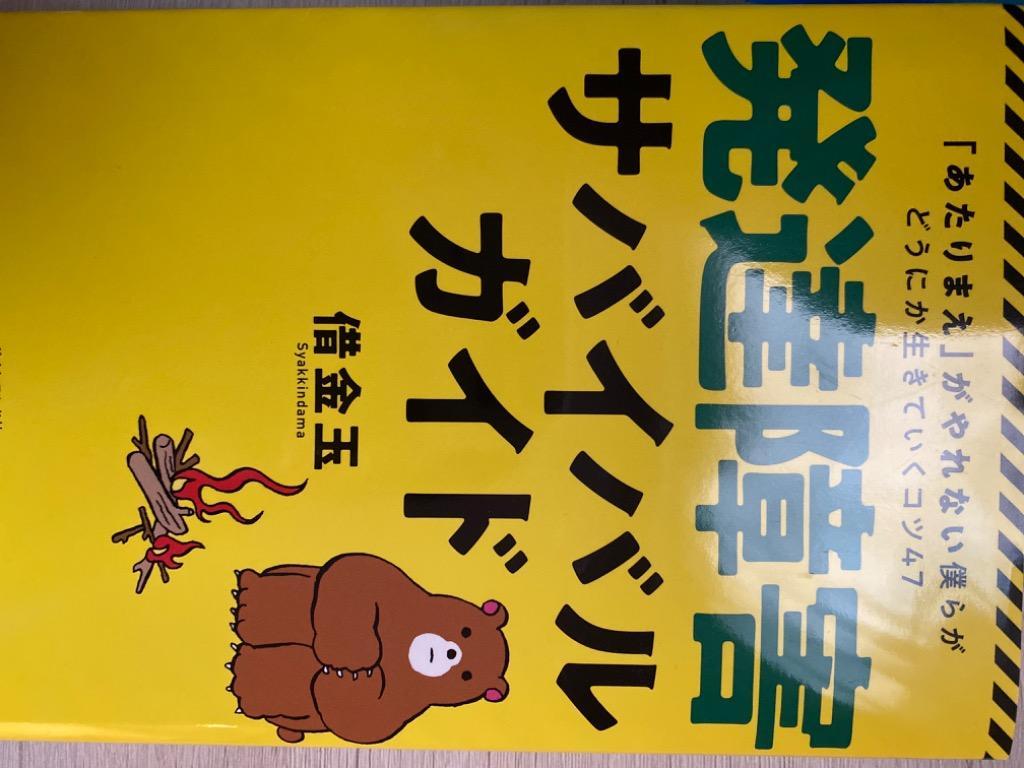 「あたりまえ」がやれない僕らが
どうにか生きていくコツ47
発達障害
サバイバル
ガイド
借金玉
Syakkindama